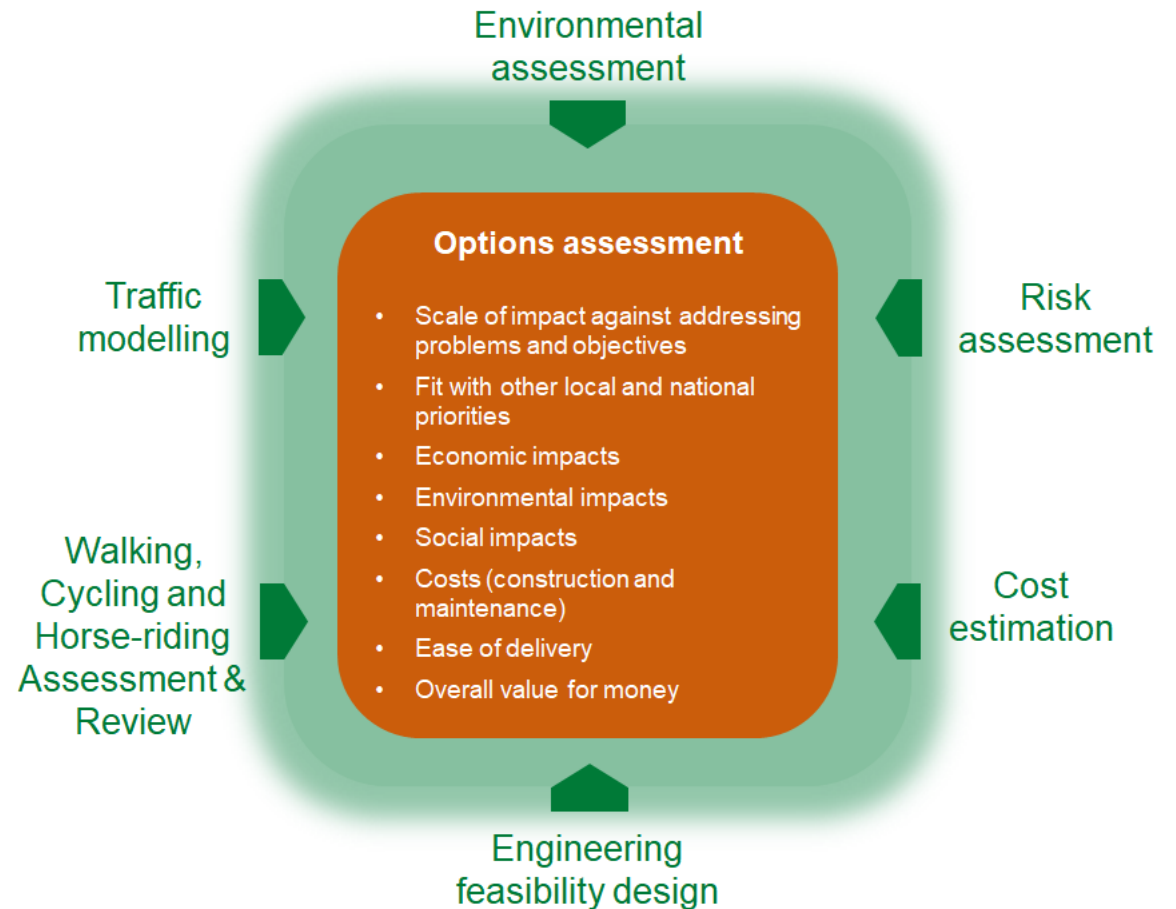 Environmental
assessment
Options assessment
• Scale of impact against addressing
problems and objectives
• Fit with other local and national
priorities
• Economic impacts
• Environmental impacts
• Social impacts
• Costs (construction and
maintenance)
• Ease of delivery
• Overall value for money
Traffic
modelling
Risk
assessment
Walking,
Cycling and
Horse-riding
Assessment &
Review
Cost
estimation
Engineering
feasibility design